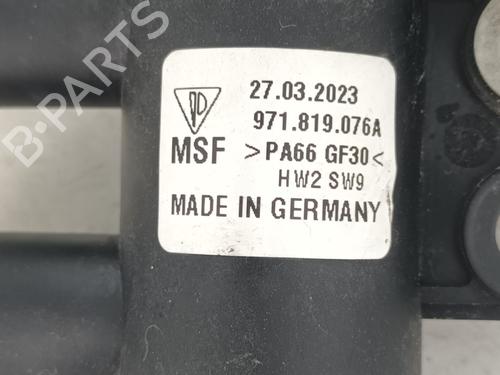 27.03.2023
971.819.076A
MSF >PA66 GF30<
HW2 SW9
MADE IN GERMANY
B-PARTS